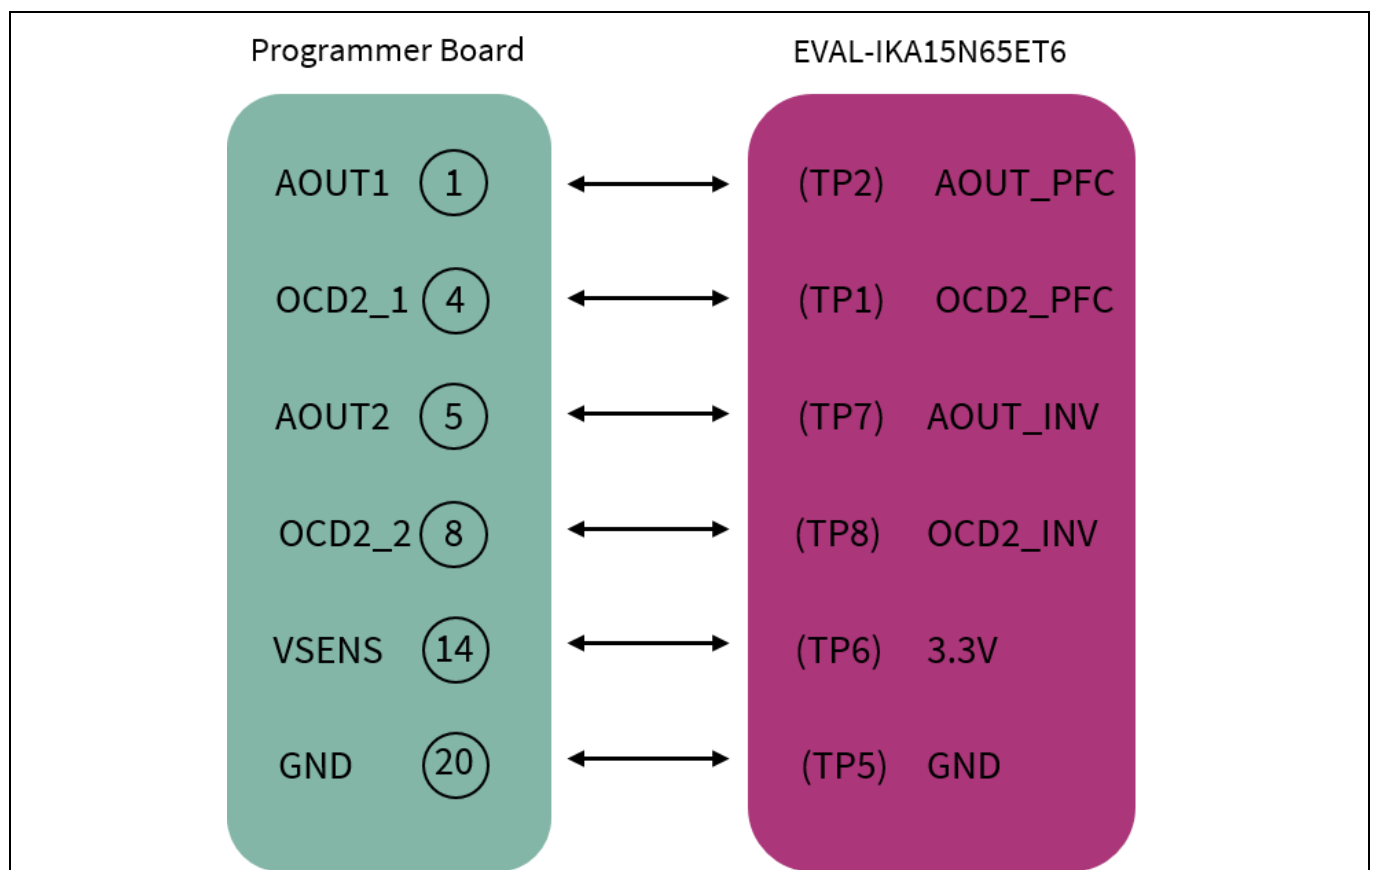 Programmer Board EVAL-IKA15N65ET6
AOUT1 1 (TP2) AOUT_PFC
OCD2_1 4 (TP1) OCD2_PFC
AOUT2 5 (TP7) AOUT_INV
OCD2_2 8 (TP8) OCD2_INV
VSENS 14 (TP6) 3.3V
GND 20 (TP5) GND